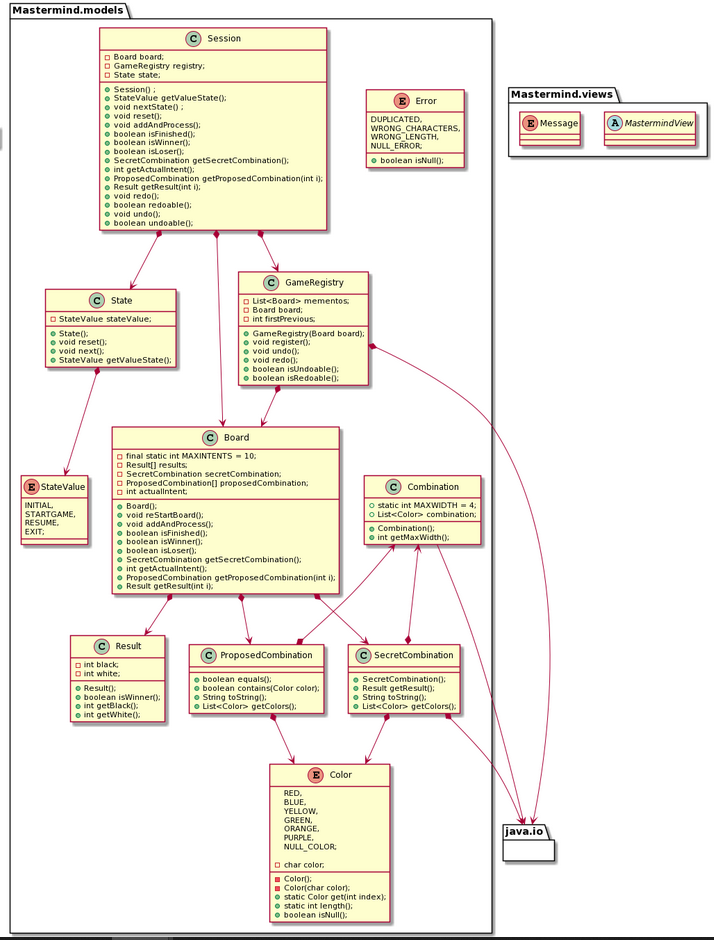 Mastermind.models
C Session
Board board;
GameRegistry registry;
State state;
Session() ;
StateValue getValueState();
void nextState() ;
void reset();
void addAndProcess();
boolean isFinished();
boolean isWinner();
boolean isLoser();
SecretCombination getSecretCombination();
int getActualIntent();
ProposedCombination getProposedCombination(int i);
Result getResult(int i);
void redo();
boolean redoable();
void undo();
boolean undoable();
E Error
DUPLICATED,
WRONG_CHARACTERS,
WRONG_LENGTH,
NULL_ERROR;
boolean isNull();
Mastermind.views
E Message
A MastermindView
C State
StateValue stateValue;
State();
void reset();
void next();
StateValue getValueState();
C GameRegistry
List<Board> mementos;
Board board;
int firstPrevious;
GameRegistry(Board board);
void register();
void undo();
void redo();
boolean isUndoable();
boolean isRedoable();
E StateValue
INITIAL,
STARTGAME,
RESUME,
EXIT;
C Board
final static int MAXINTENTS = 10;
Result[] results;
SecretCombination secretCombination;
ProposedCombination[] proposedCombination;
int actualIntent;
Board();
void reStartBoard();
void addAndProcess();
boolean isFinished();
boolean isWinner();
boolean isLoser();
SecretCombination getSecretCombination();
int getActualIntent();
ProposedCombination getProposedCombination(int i);
Result getResult(int i);
C Combination
static int MAXWIDTH = 4;
List<Color> combination;
Combination();
int getMaxWidth();
C Result
int black;
int white;
Result();
boolean isWinner();
int getBlack();
int getWhite();
C ProposedCombination
boolean equals();
boolean contains(Color color);
String toString();
List<Color> getColors();
C SecretCombination
SecretCombination();
Result getResult();
String toString();
List<Color> getColors();
E Color
RED,
BLUE,
YELLOW,
GREEN,
ORANGE,
PURPLE,
NULL_COLOR;
char color;
Color();
Color(char color);
static Color get(int index);
static int length();
boolean isNull();
java.io